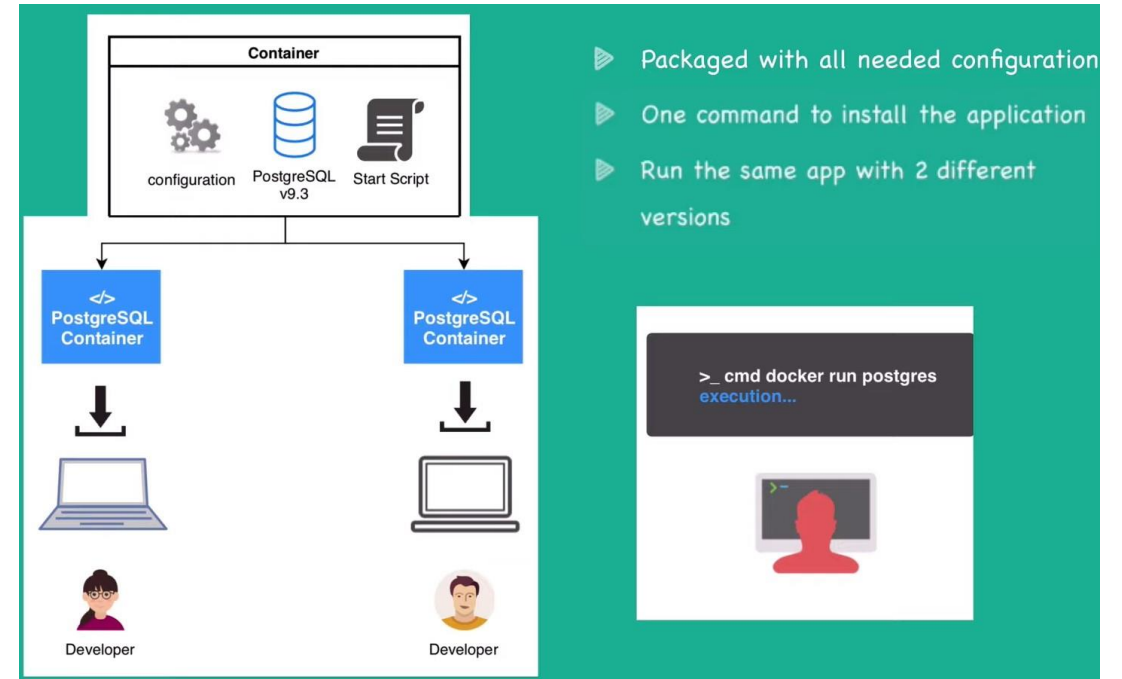 Container
configuration
PostgreSQL
v9.3
Start Script
</>
PostgreSQL
Container
</>
PostgreSQL
Container
Developer
Developer
Packaged with all needed configuration
One command to install the application
Run the same app with 2 different
versions
>_ cmd docker run postgres
execution...
>-